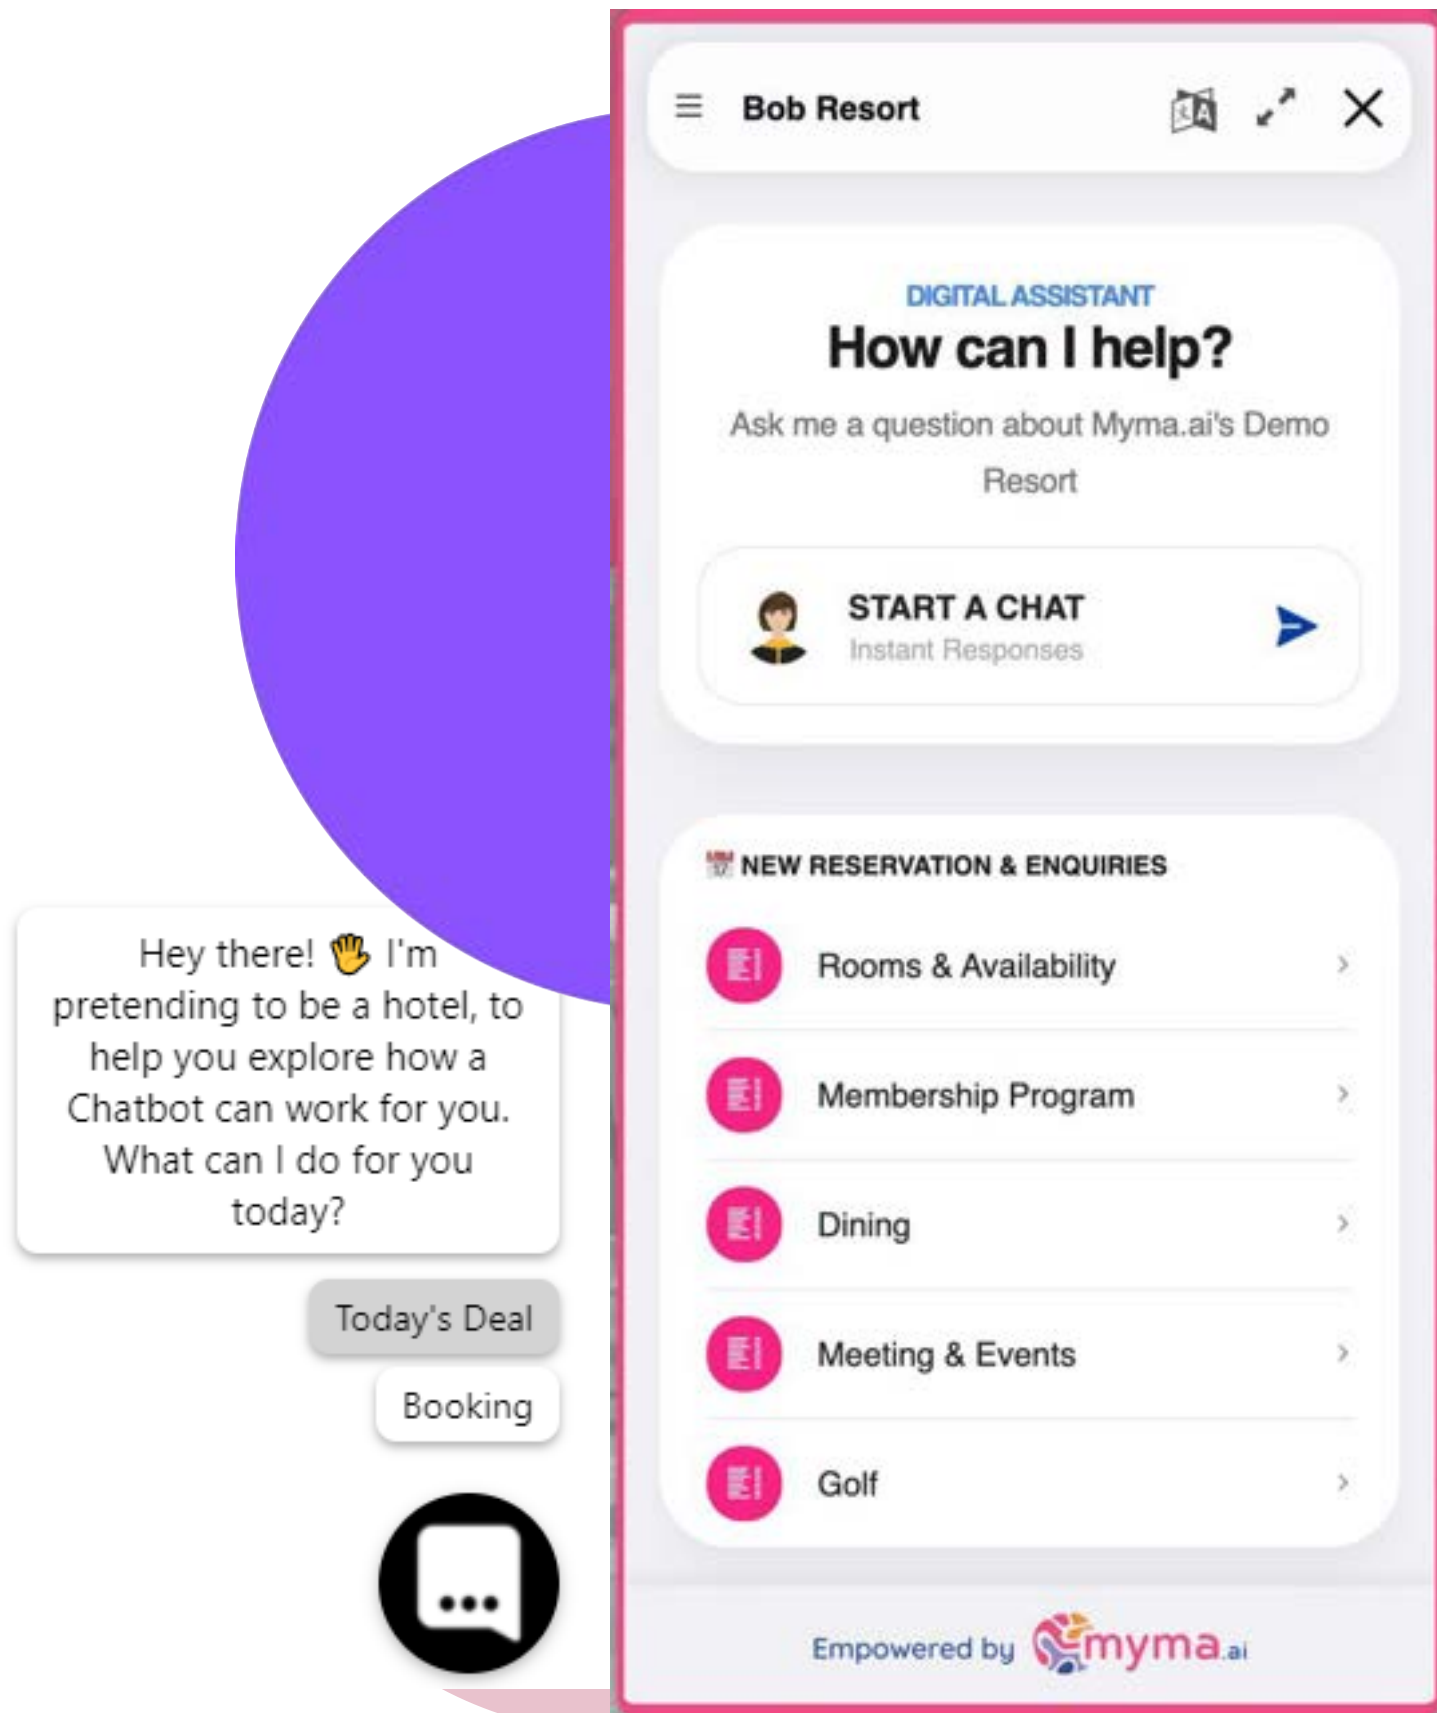 Hey there! 🖐 I'm
pretending to be a hotel, to
help you explore how a
Chatbot can work for you.
What can I do for you
today?
Today's Deal
Booking
Bob Resort
DIGITAL ASSISTANT
How can I help?
Ask me a question about Myma.ai's Demo
Resort
START A CHAT
Instant Responses
📅 NEW RESERVATION & ENQUIRIES
Rooms & Availability
Membership Program
Dining
Meeting & Events
Golf
Empowered by myma.ai